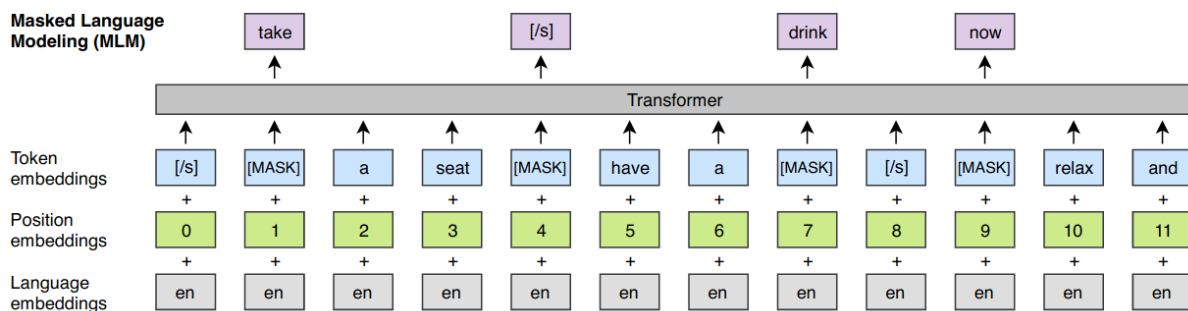 Masked Language
Modeling (MLM)
take [/s] drink now
Transformer
Token
embeddings
[/s] [MASK] a seat [MASK] have a [MASK] [/s] [MASK] relax and
+ + + + + + + + + + + +
Position
embeddings
0 1 2 3 4 5 6 7 8 9 10 11
+ + + + + + + + + + + +
Language
embeddings
en en en en en en en en en en en en